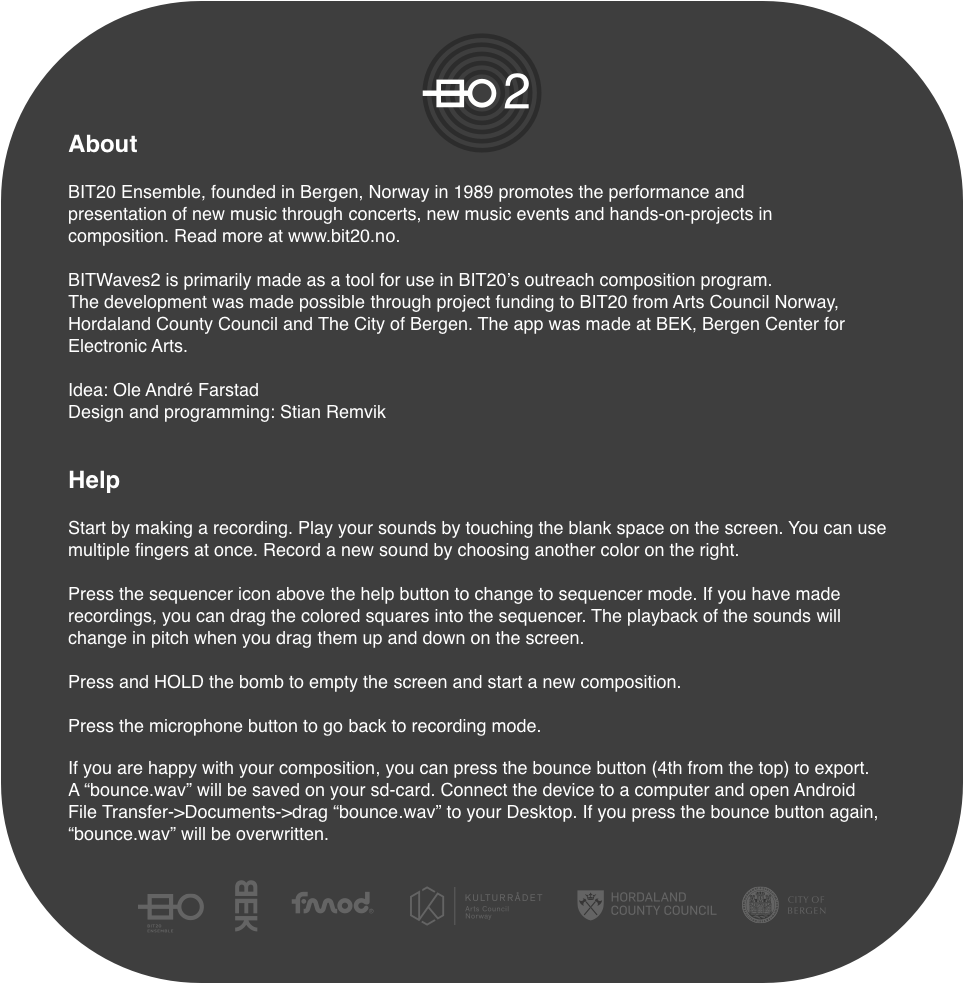 2
About
BIT20 Ensemble, founded in Bergen, Norway in 1989 promotes the performance and
presentation of new music through concerts, new music events and hands-on-projects in
composition. Read more at www.bit20.no.
BITWaves2 is primarily made as a tool for use in BIT20’s outreach composition program.
The development was made possible through project funding to BIT20 from Arts Council Norway,
Hordaland County Council and The City of Bergen. The app was made at BEK, Bergen Center for
Electronic Arts.
Idea: Ole André Farstad
Design and programming: Stian Remvik
Help
Start by making a recording. Play your sounds by touching the blank space on the screen. You can use
multiple fingers at once. Record a new sound by choosing another color on the right.
Press the sequencer icon above the help button to change to sequencer mode. If you have made
recordings, you can drag the colored squares into the sequencer. The playback of the sounds will
change in pitch when you drag them up and down on the screen.
Press and HOLD the bomb to empty the screen and start a new composition.
Press the microphone button to go back to recording mode.
If you are happy with your composition, you can press the bounce button (4th from the top) to export.
A “bounce.wav” will be saved on your sd-card. Connect the device to a computer and open Android
File Transfer->Documents->drag “bounce.wav” to your Desktop. If you press the bounce button again,
“bounce.wav” will be overwritten.
BIT20
ENSEMBLE
BEK
fmod
KULTURRÅDET
Arts Council
Norway
HORDALAND
COUNTY COUNCIL
CITY OF
BERGEN